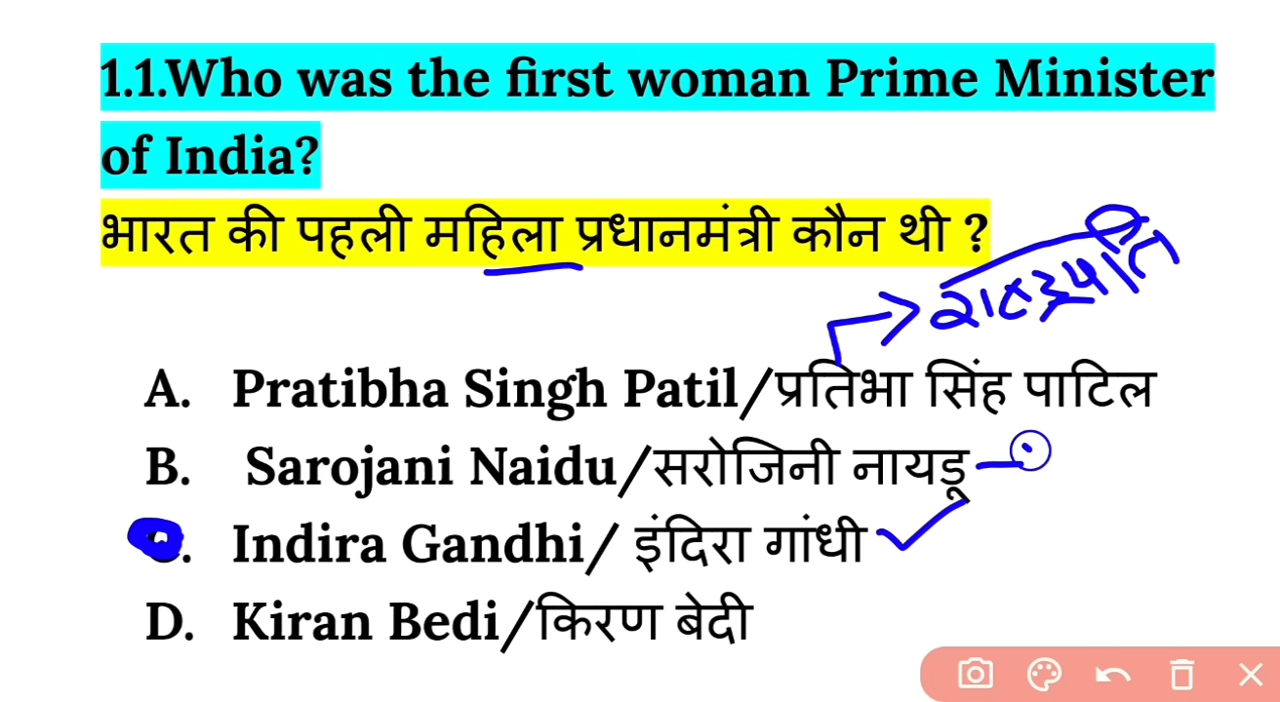 1.1.Who was the first woman Prime Minister
of India?
भारत की पहली महिला प्रधानमंत्री कौन थी ?
A. Pratibha Singh Patil/प्रतिभा सिंह पाटिल
B. Sarojani Naidu/सरोजिनी नायडू
Indira Gandhi/ इंदिरा गांधी
D. Kiran Bedi/किरण बेदी